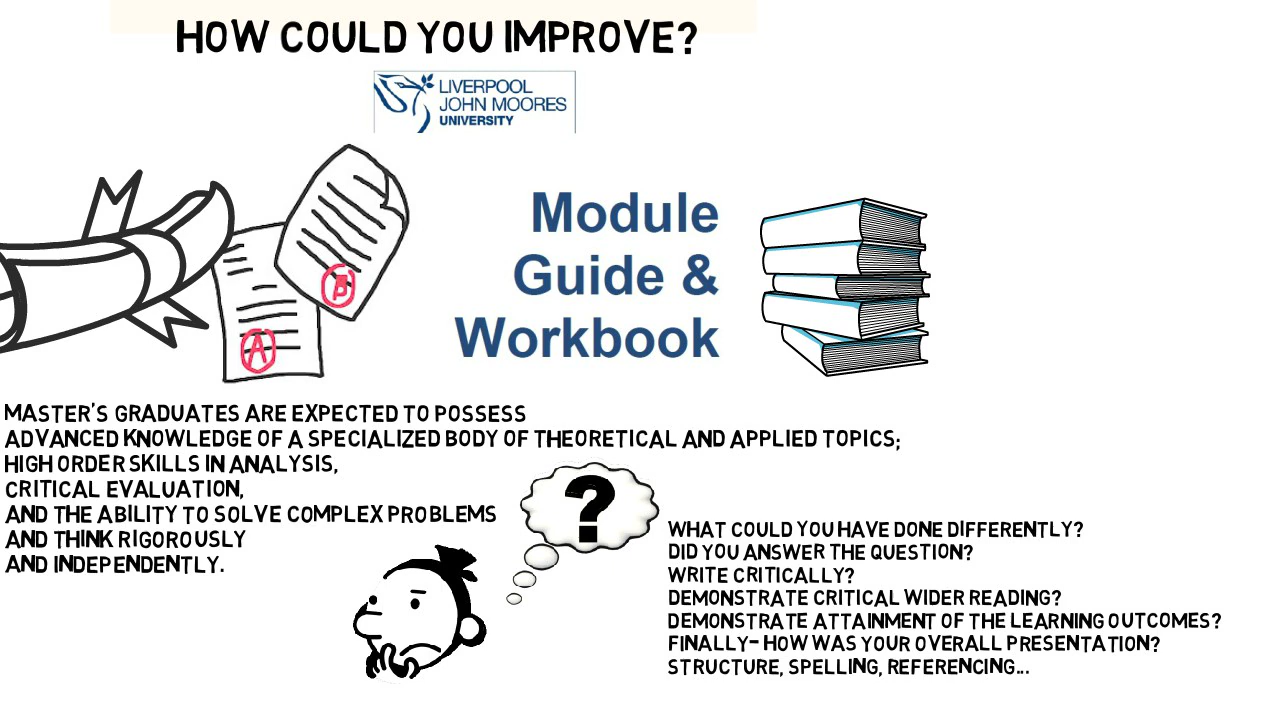 HOW COULD YOU IMPROVE?
LIVERPOOL
JOHN MOORES
UNIVERSITY
Module
Guide &
Workbook
B
A
MASTER'S GRADUATES ARE EXPECTED TO POSSESS
ADVANCED KNOWLEDGE OF A SPECIALIZED BODY OF THEORETICAL AND APPLIED TOPICS;
HIGH ORDER SKILLS IN ANALYSIS,
CRITICAL EVALUATION,
AND THE ABILITY TO SOLVE COMPLEX PROBLEMS
AND THINK RIGOROUSLY
AND INDEPENDENTLY.
?
WHAT COULD YOU HAVE DONE DIFFERENTLY?
DID YOU ANSWER THE QUESTION?
WRITE CRITICALLY?
DEMONSTRATE CRITICAL WIDER READING?
DEMONSTRATE ATTAINMENT OF THE LEARNING OUTCOMES?
FINALLY- HOW WAS YOUR OVERALL PRESENTATION?
STRUCTURE, SPELLING, REFERENCING...